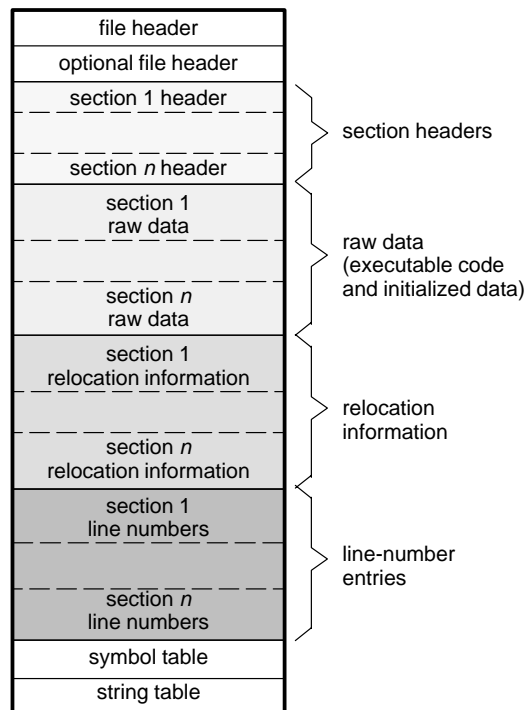 file header
optional file header
section 1 header
section n header
section headers
section 1
raw data
section n
raw data
raw data
(executable code
and initialized data)
section 1
relocation information
section n
relocation information
relocation
information
section 1
line numbers
section n
line numbers
line-number
entries
symbol table
string table